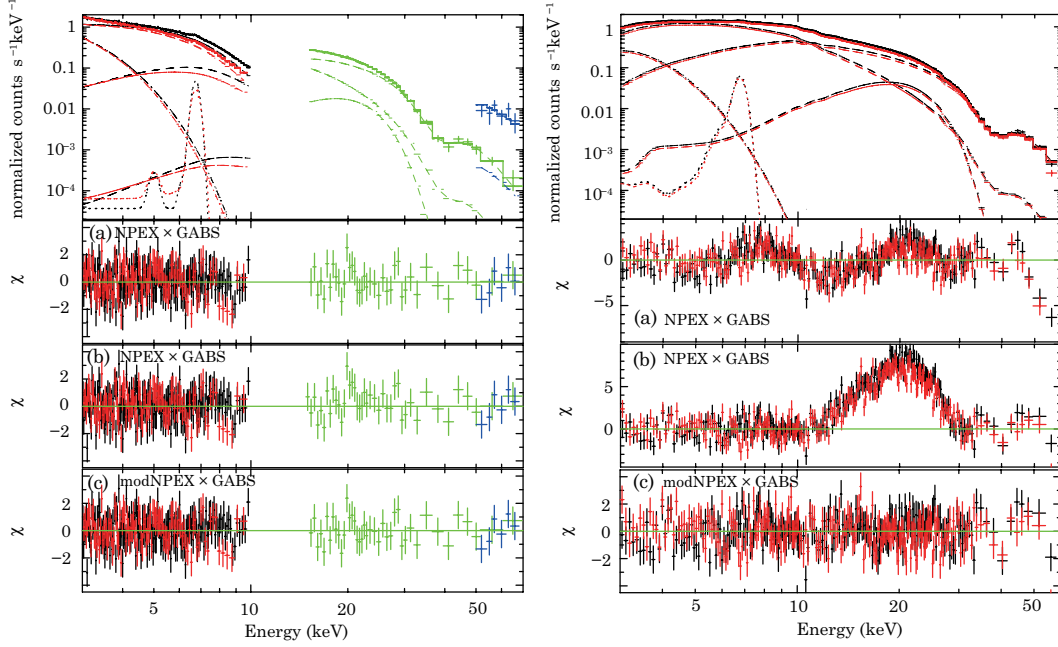 normalized counts s⁻¹keV⁻¹
1
0.1
0.01
10⁻³
10⁻⁴
(a) NPEX × GABS
χ
2
0
−2
(b) NPEX × GABS
χ
2
0
−2
(c) modNPEX × GABS
χ
2
0
−2
5 10 20 50
Energy (keV)
normalized counts s⁻¹keV⁻¹
1
0.1
0.01
10⁻³
10⁻⁴
χ
0
−5
(a) NPEX × GABS
(b) NPEX × GABS
χ
5
0
(c) modNPEX × GABS
χ
2
0
−2
5 10 20 50
Energy (keV)